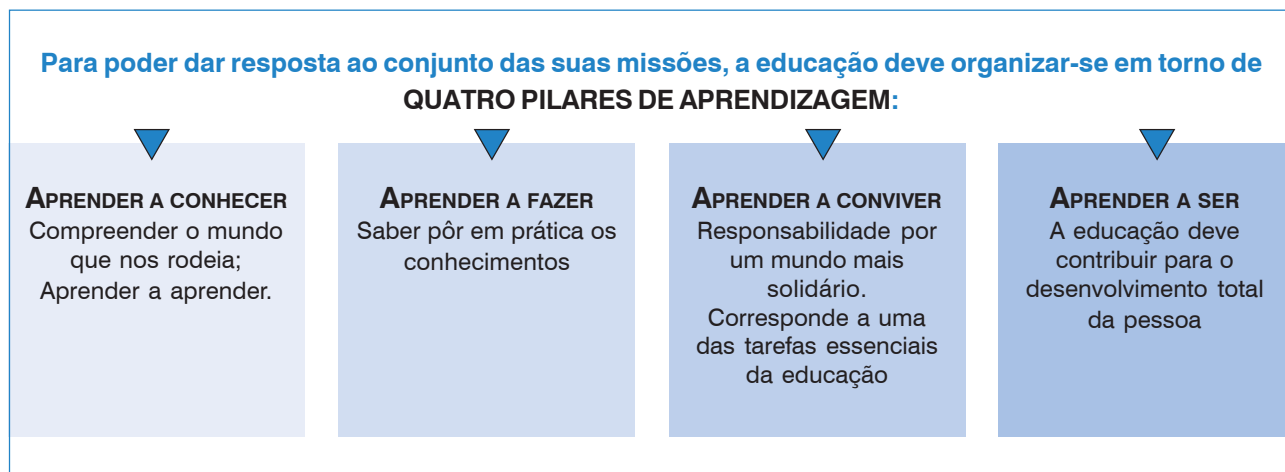 Para poder dar resposta ao conjunto das suas missões, a educação deve organizar-se em torno de
QUATRO PILARES DE APRENDIZAGEM:
APRENDER A CONHECER
Compreender o mundo
que nos rodeia;
Aprender a aprender.
APRENDER A FAZER
Saber pôr em prática os
conhecimentos
APRENDER A CONVIVER
Responsabilidade por
um mundo mais
solidário.
Corresponde a uma
das tarefas essenciais
da educação
APRENDER A SER
A educação deve
contribuir para o
desenvolvimento total
da pessoa